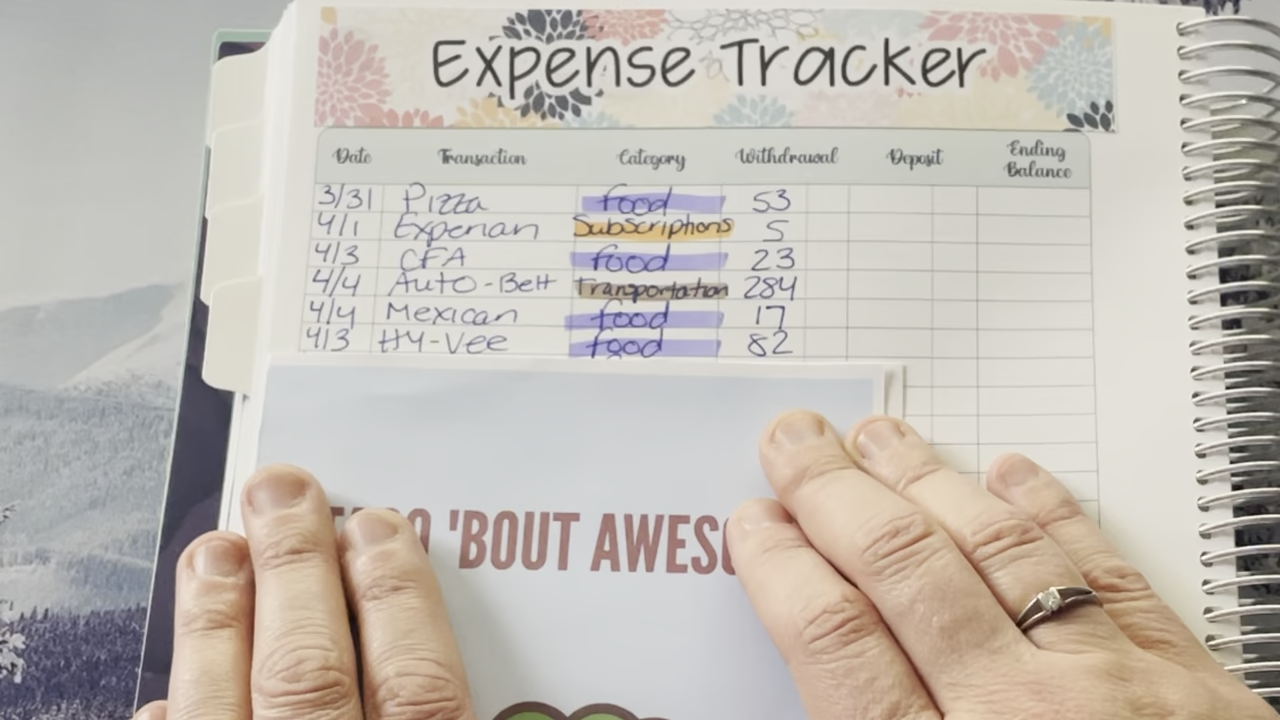 Expense Tracker
Date Transaction Category Withdrawal Deposit Ending Balance
3/31 Pizza food 53
4/1 Experian Subscriptions 5
4/3 CFA food 23
4/4 Auto-Belt Transportation 284
4/4 Mexican food 17
4/3 Hy-Vee food 82
'BOUT